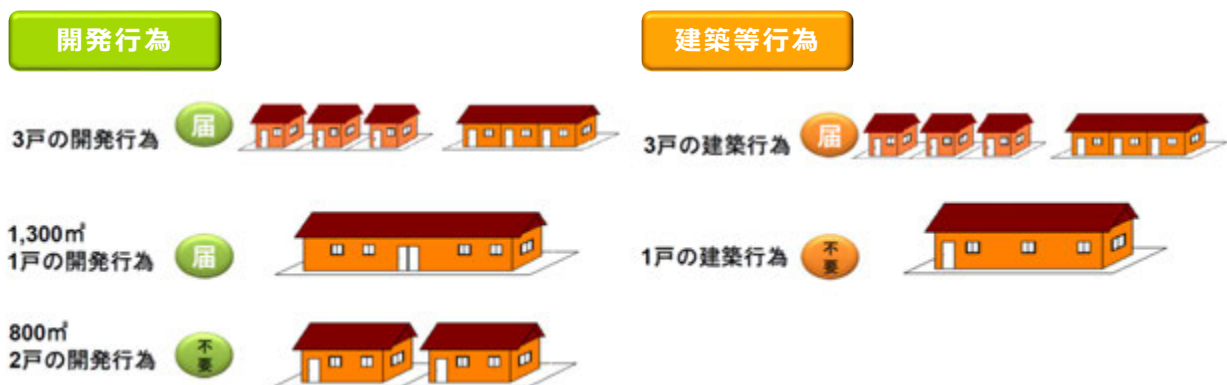 開発行為
3戸の開発行為
届
1,300㎡
1戸の開発行為
届
800㎡
2戸の開発行為
不
要
建築等行為
3戸の建築行為
届
1戸の建築行為
不
要